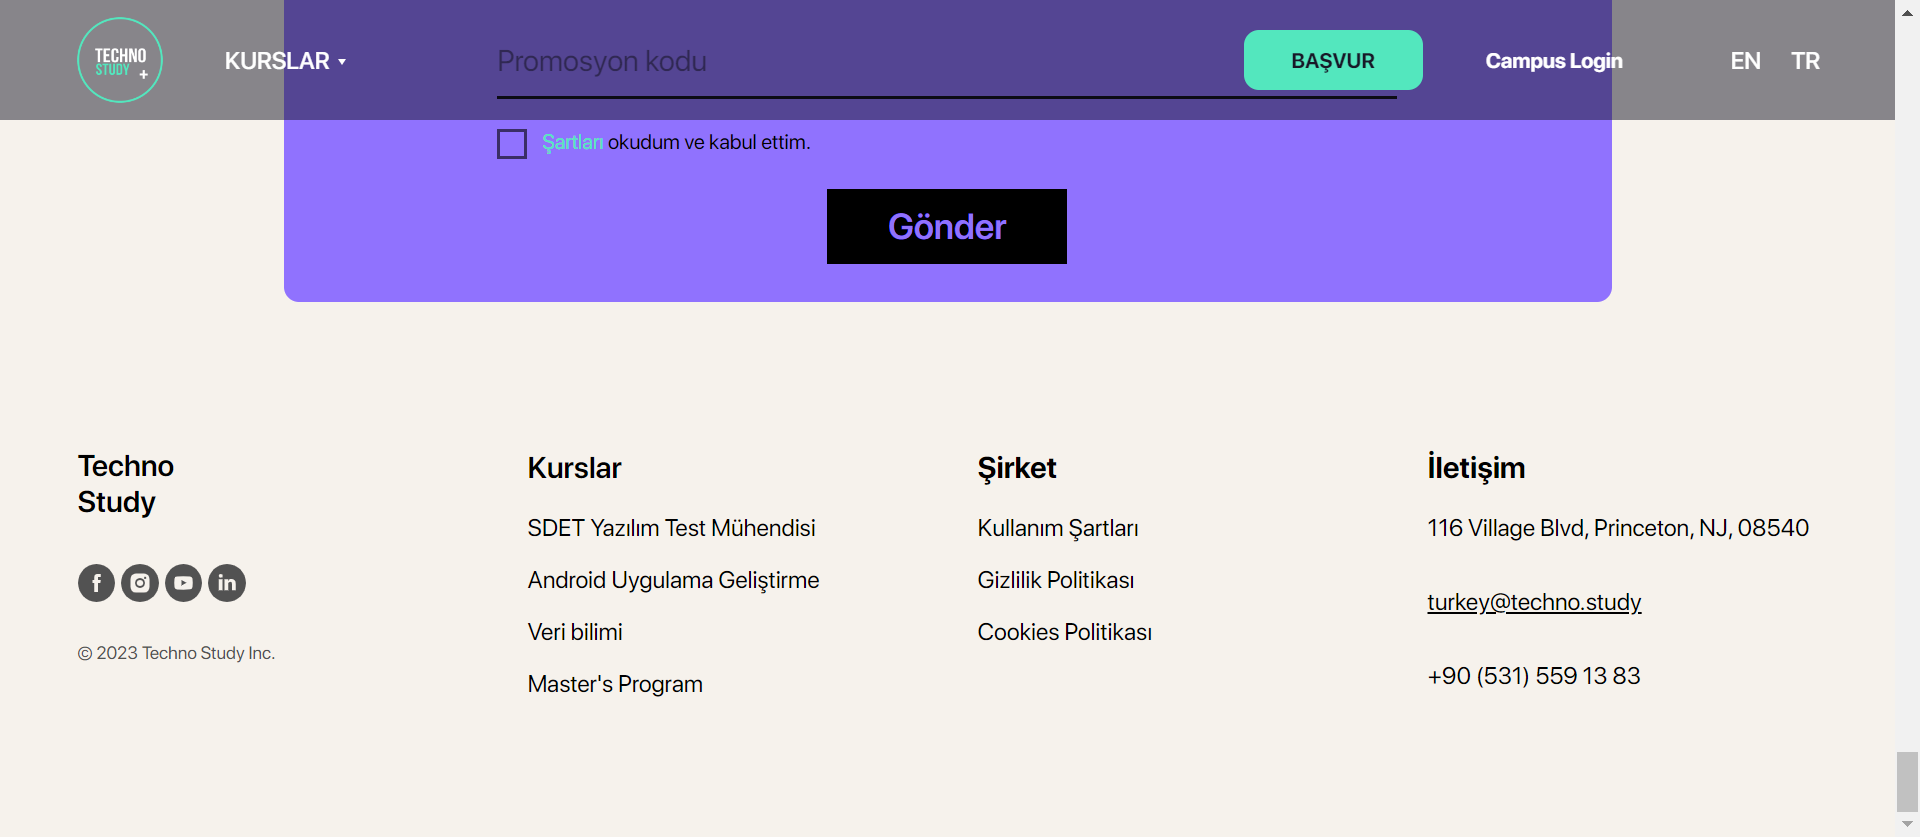 TECHNO
STUDY
+
KURSLAR
Promosyon kodu
BAŞVUR
Campus Login
EN
TR
Şartları okudum ve kabul ettim.
Gönder
Techno
Study
© 2023 Techno Study Inc.
Kurslar
SDET Yazılım Test Mühendisi
Android Uygulama Geliştirme
Veri bilimi
Master's Program
Şirket
Kullanım Şartları
Gizlilik Politikası
Cookies Politikası
İletişim
116 Village Blvd, Princeton, NJ, 08540
turkey@techno.study
+90 (531) 559 13 83